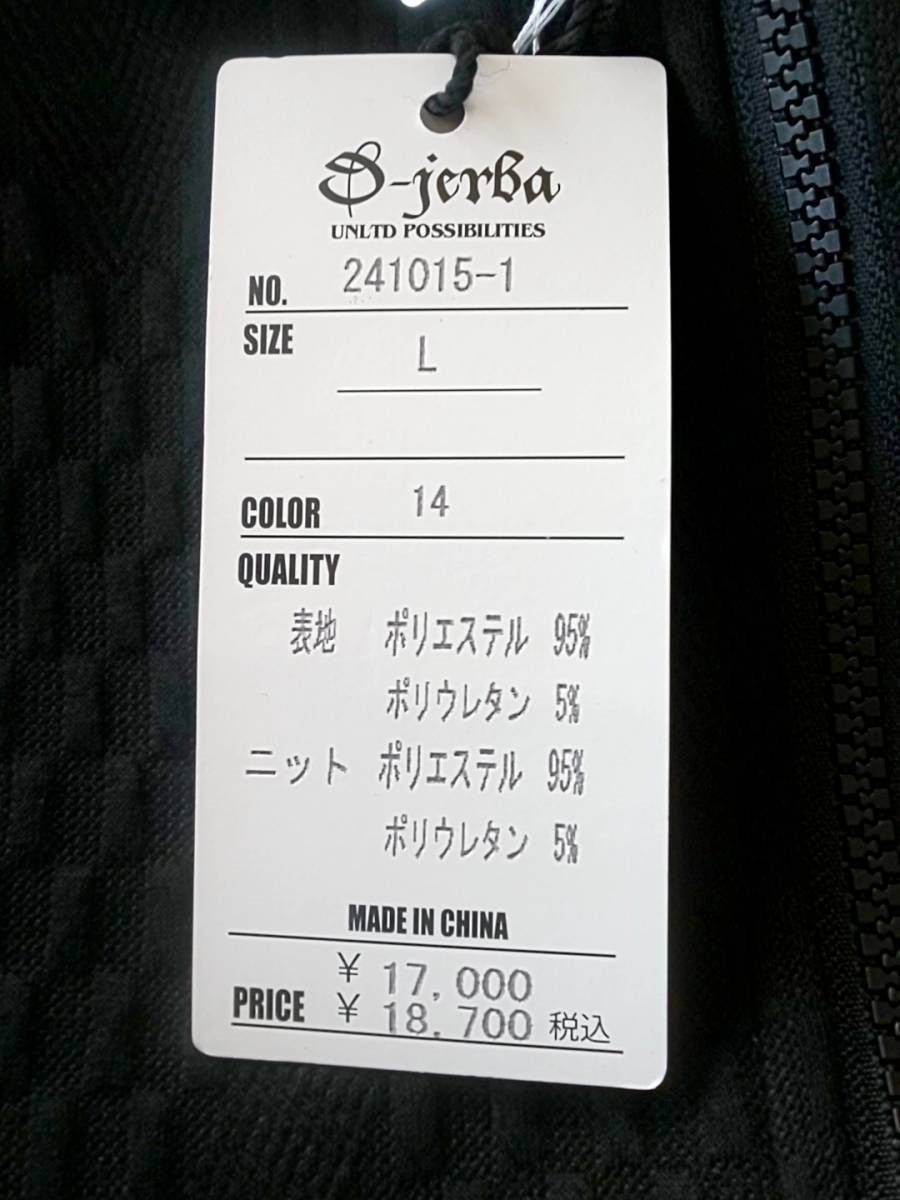 D-jerba
UNLTD POSSIBILITIES
NO. 241015-1
SIZE L
COLOR 14
QUALITY
表地 ポリエステル 95%
ポリウレタン 5%
ニット ポリエステル 95%
ポリウレタン 5%
MADE IN CHINA
¥ 17,000
PRICE ¥ 18,700 税込